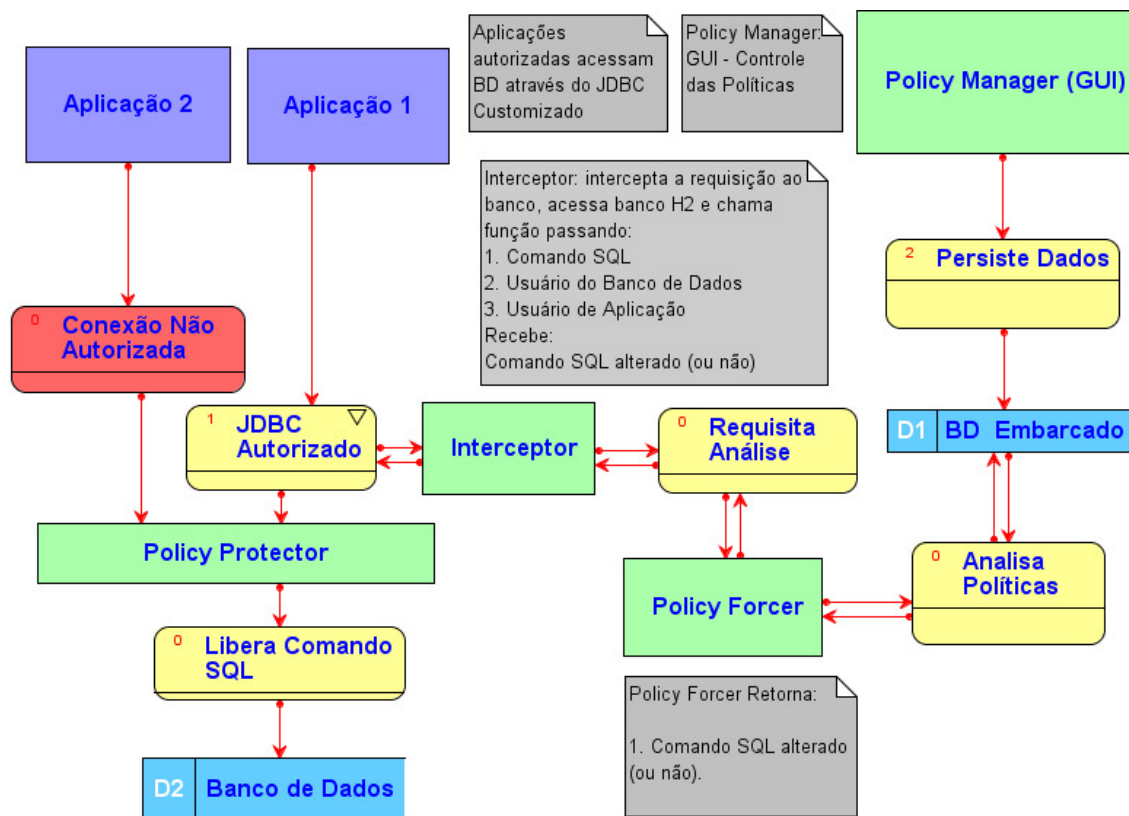 Aplicação 2
Aplicação 1
Aplicações
autorizadas acessam
BD através do JDBC
Customizado
Policy Manager:
GUI - Controle
das Políticas
Policy Manager (GUI)
Interceptor: intercepta a requisição ao
banco, acessa banco H2 e chama
função passando:
1. Comando SQL
2. Usuário do Banco de Dados
3. Usuário de Aplicação
Recebe:
Comando SQL alterado (ou não)
2
Persiste Dados
0
Conexão Não
Autorizada
1
JDBC
Autorizado
Interceptor
0
Requisita
Análise
D1
BD Embarcado
Policy Protector
Policy Forcer
0
Analisa
Políticas
0
Libera Comando
SQL
Policy Forcer Retorna:
1. Comando SQL alterado
(ou não).
D2
Banco de Dados